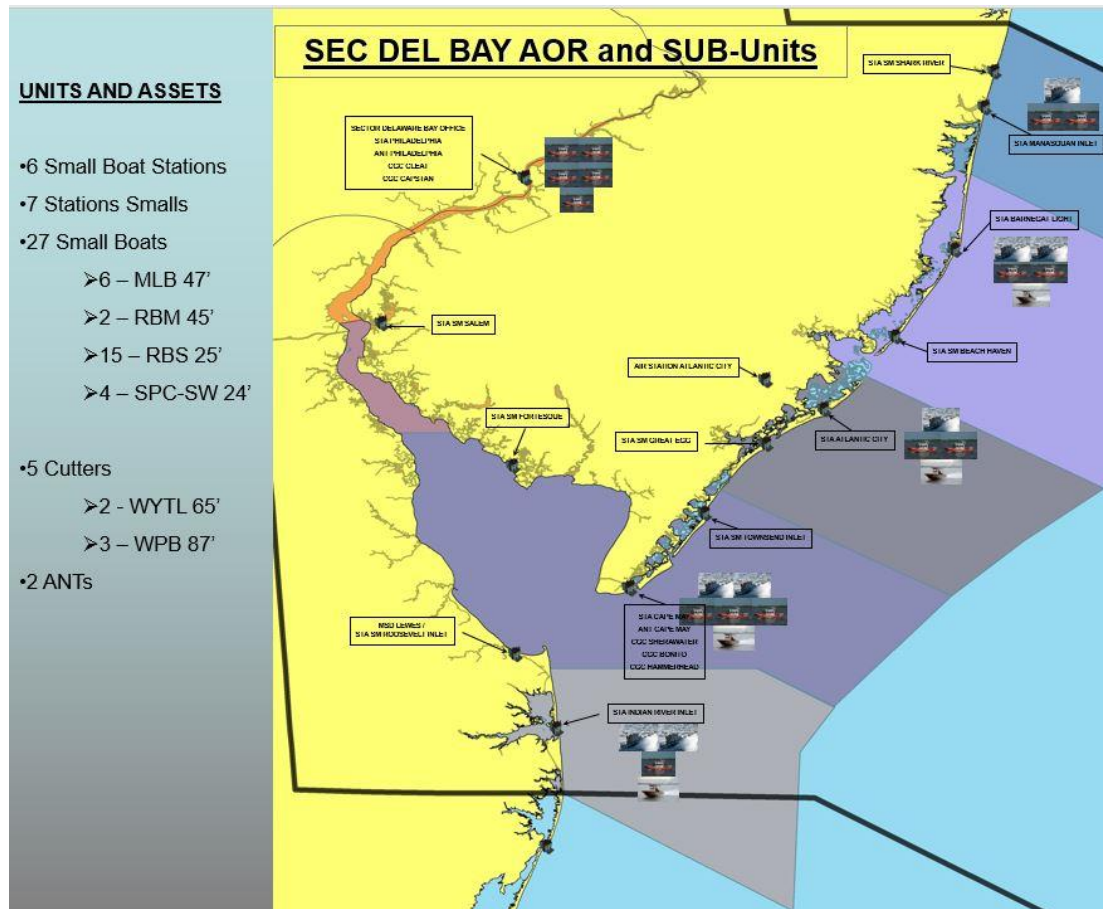 SEC DEL BAY AOR and SUB-Units
UNITS AND ASSETS
•6 Small Boat Stations
•7 Stations Smalls
•27 Small Boats
➢6 – MLB 47’
➢2 – RBM 45’
➢15 – RBS 25’
➢4 – SPC-SW 24’
•5 Cutters
➢2 - WYTL 65’
➢3 – WPB 87’
•2 ANTs
STA SM SHARK RIVER
STA MANASQUAN INLET
SECTOR DELAWARE BAY OFFICE
STA PHILADELPHIA
ANT PHILADELPHIA
CGC CLEAT
CGC CAPSTAN
STA BARNEGAT LIGHT
STA SM SALEM
STA SM BEACH HAVEN
AIR STATION ATLANTIC CITY
STA SM FORTESQUE
STA ATLANTIC CITY
STA SM GREAT EGG
STA SM TOWNSEND INLET
STA CAPE MAY
ANT CAPE MAY
CGC SHERAWATER
CGC BONITO
CGC HAMMERHEAD
MSD LEWES /
STA SM ROOSEVELT INLET
STA INDIAN RIVER INLET